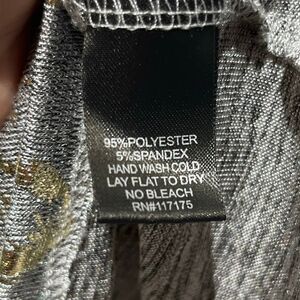 95%POLYESTER
5%SPANDEX
HAND WASH COLD
LAY FLAT TO DRY
NO BLEACH
RN#117175